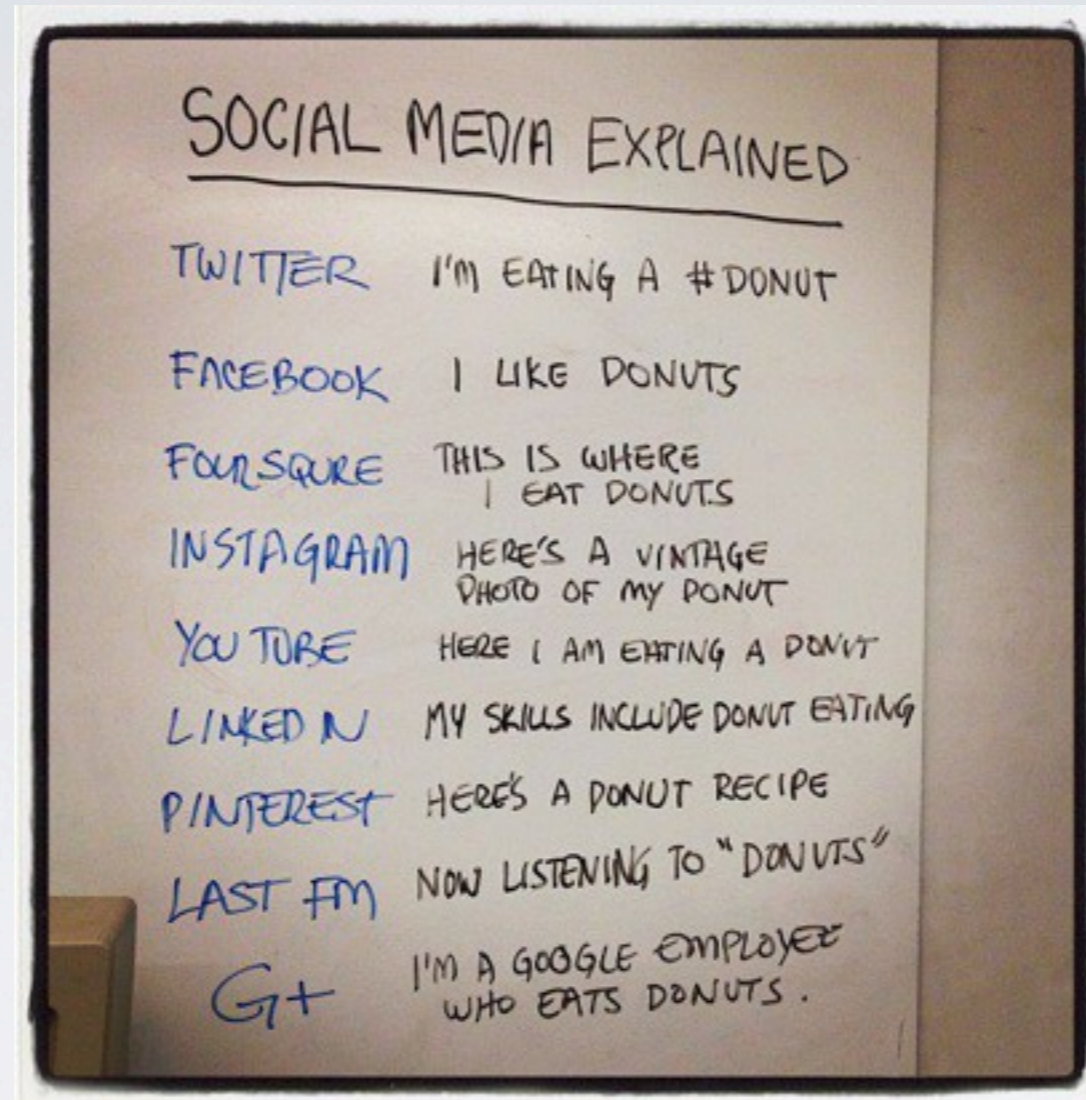 SOCIAL MEDIA EXPLAINED
TWITTER I'M EATING A #DONUT
FACEBOOK I LIKE DONUTS
FOURSQURE THIS IS WHERE
I EAT DONUTS
INSTAGRAM HERE'S A VINTAGE
PHOTO OF MY DONUT
YOU TUBE HERE I AM EATING A DONUT
LINKED IN MY SKILLS INCLUDE DONUT EATING
PINTEREST HERE'S A DONUT RECIPE
LAST FM NOW LISTENING TO "DONUTS"
G+ I'M A GOOGLE EMPLOYEE
WHO EATS DONUTS.